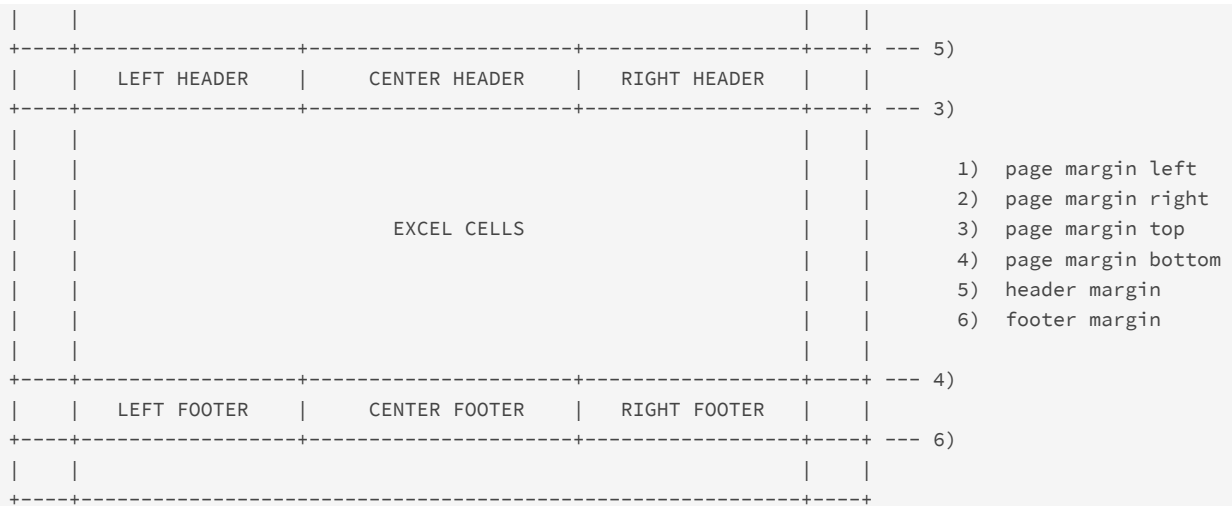 |    |                                              |    |
+----+------------------+----------------------+------------------+----+ --- 5)
|    |   LEFT HEADER    |     CENTER HEADER    |   RIGHT HEADER   |    |
+----+------------------+----------------------+------------------+----+ --- 3)
|    |                                                            |    |
|    |                                                            |    |      1)  page margin left
|    |                                                            |    |      2)  page margin right
|    |                          EXCEL CELLS                       |    |      3)  page margin top
|    |                                                            |    |      4)  page margin bottom
|    |                                                            |    |      5)  header margin
|    |                                                            |    |      6)  footer margin
|    |                                                            |    |
+----+------------------+----------------------+------------------+----+ --- 4)
|    |   LEFT FOOTER    |     CENTER FOOTER    |   RIGHT FOOTER   |    |
+----+------------------+----------------------+------------------+----+ --- 6)
|    |                                                            |    |
+----+------------------------------------------------------------+----+